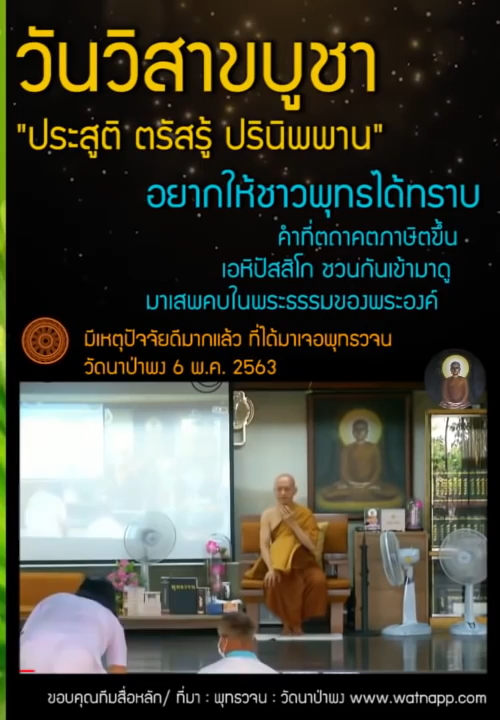 วันวิสาขบูชา
"ประสูติ ตรัสรู้ ปรินิพพาน"
อยากให้ชาวพุทธได้ทราบ
คำที่ตถาคตภาษิตขึ้น
เอหิปัสสิโก ชวนกันเข้ามาดู
มาเสพคบในพระธรรมของพระองค์
มีเหตุปัจจัยดีมากแล้ว ที่ได้มาเจอพุทธวจน
วัดนาป่าพง 6 พ.ค. 2563
พุทธวจน
ขอบคุณทีมสื่อหลัก/ ที่มา : พุทธวจน : วัดนาป่าพง www.watnapp.com